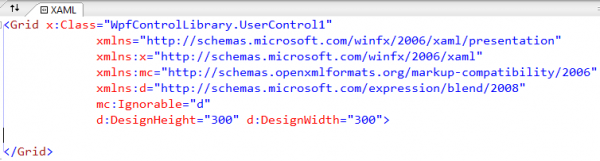 XAML
<Grid x:Class="WpfControlLibrary.UserControl1"
xmlns="http://schemas.microsoft.com/winfx/2006/xaml/presentation"
xmlns:x="http://schemas.microsoft.com/winfx/2006/xaml"
xmlns:mc="http://schemas.openxmlformats.org/markup-compatibility/2006"
xmlns:d="http://schemas.microsoft.com/expression/blend/2008"
mc:Ignorable="d"
d:DesignHeight="300" d:DesignWidth="300">
</Grid>